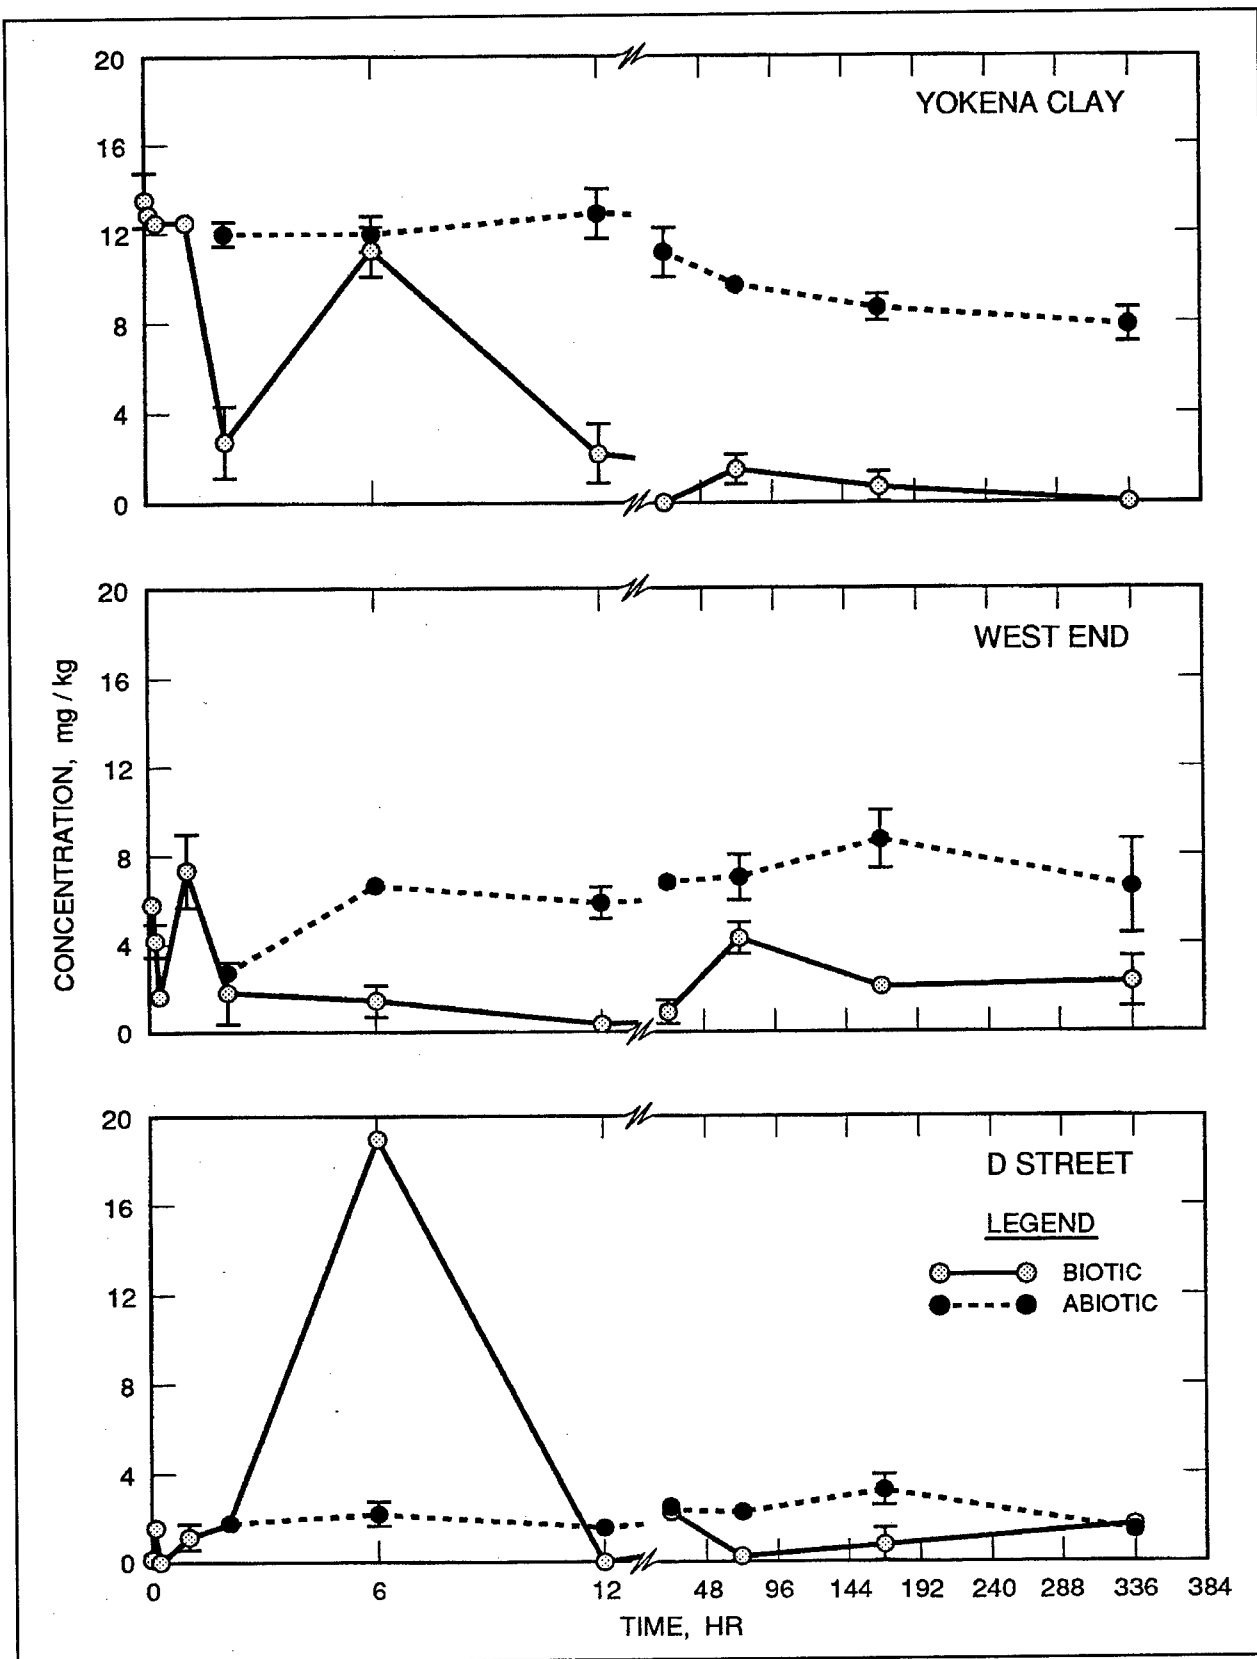 20
YOKENA CLAY
16
12
8
4
0
20
WEST END
16
12
8
4
0
CONCENTRATION, mg / kg
20
D STREET
16
LEGEND
BIOTIC
12
ABIOTIC
8
4
0
0 6 12 48 96 144 192 240 288 336 384
TIME, HR